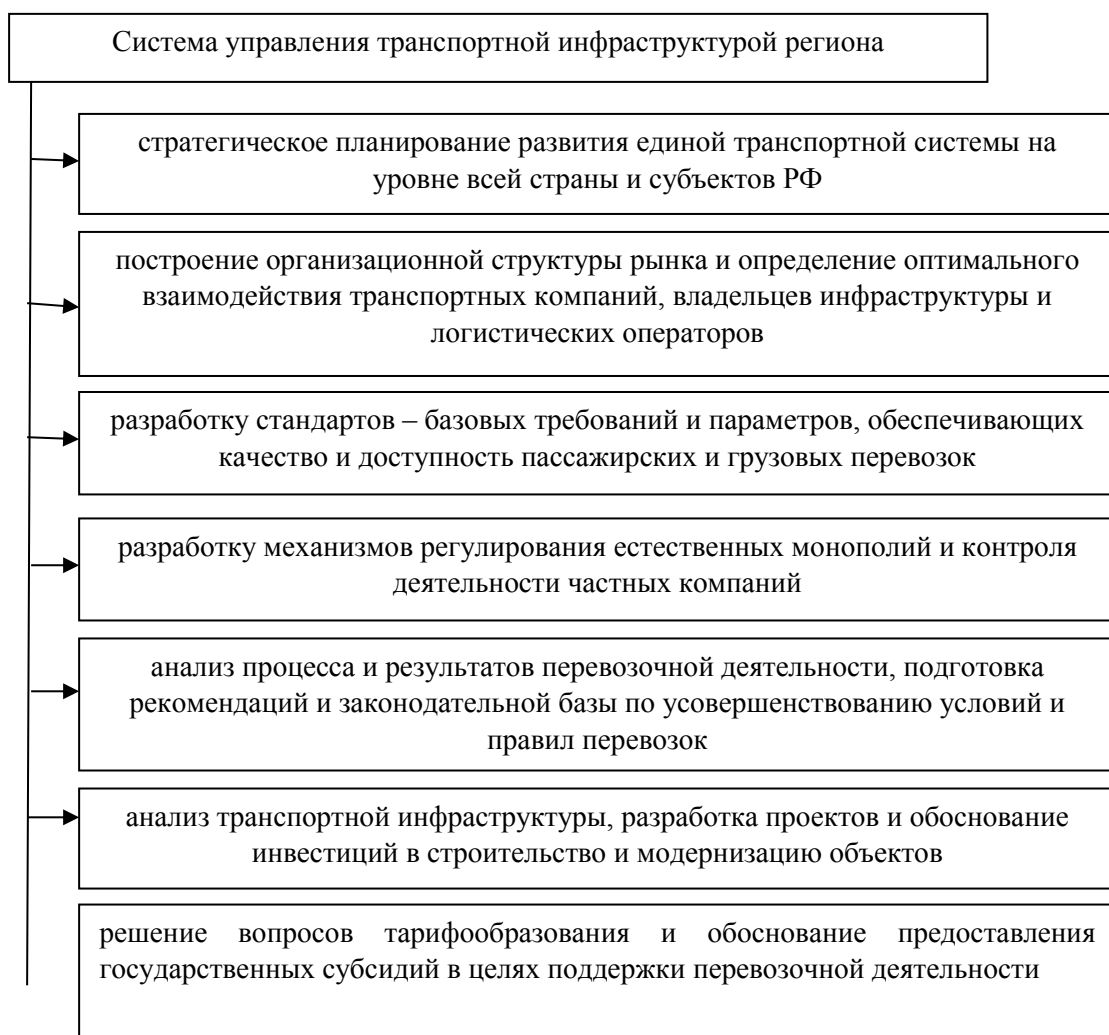 Система управления транспортной инфраструктурой региона
стратегическое планирование развития единой транспортной системы на
уровне всей страны и субъектов РФ
построение организационной структуры рынка и определение оптимального
взаимодействия транспортных компаний, владельцев инфраструктуры и
логистических операторов
разработку стандартов – базовых требований и параметров, обеспечивающих
качество и доступность пассажирских и грузовых перевозок
разработку механизмов регулирования естественных монополий и контроля
деятельности частных компаний
анализ процесса и результатов перевозочной деятельности, подготовка
рекомендаций и законодательной базы по усовершенствованию условий и
правил перевозок
анализ транспортной инфраструктуры, разработка проектов и обоснование
инвестиций в строительство и модернизацию объектов
решение вопросов тарифообразования и обоснование предоставления
государственных субсидий в целях поддержки перевозочной деятельности